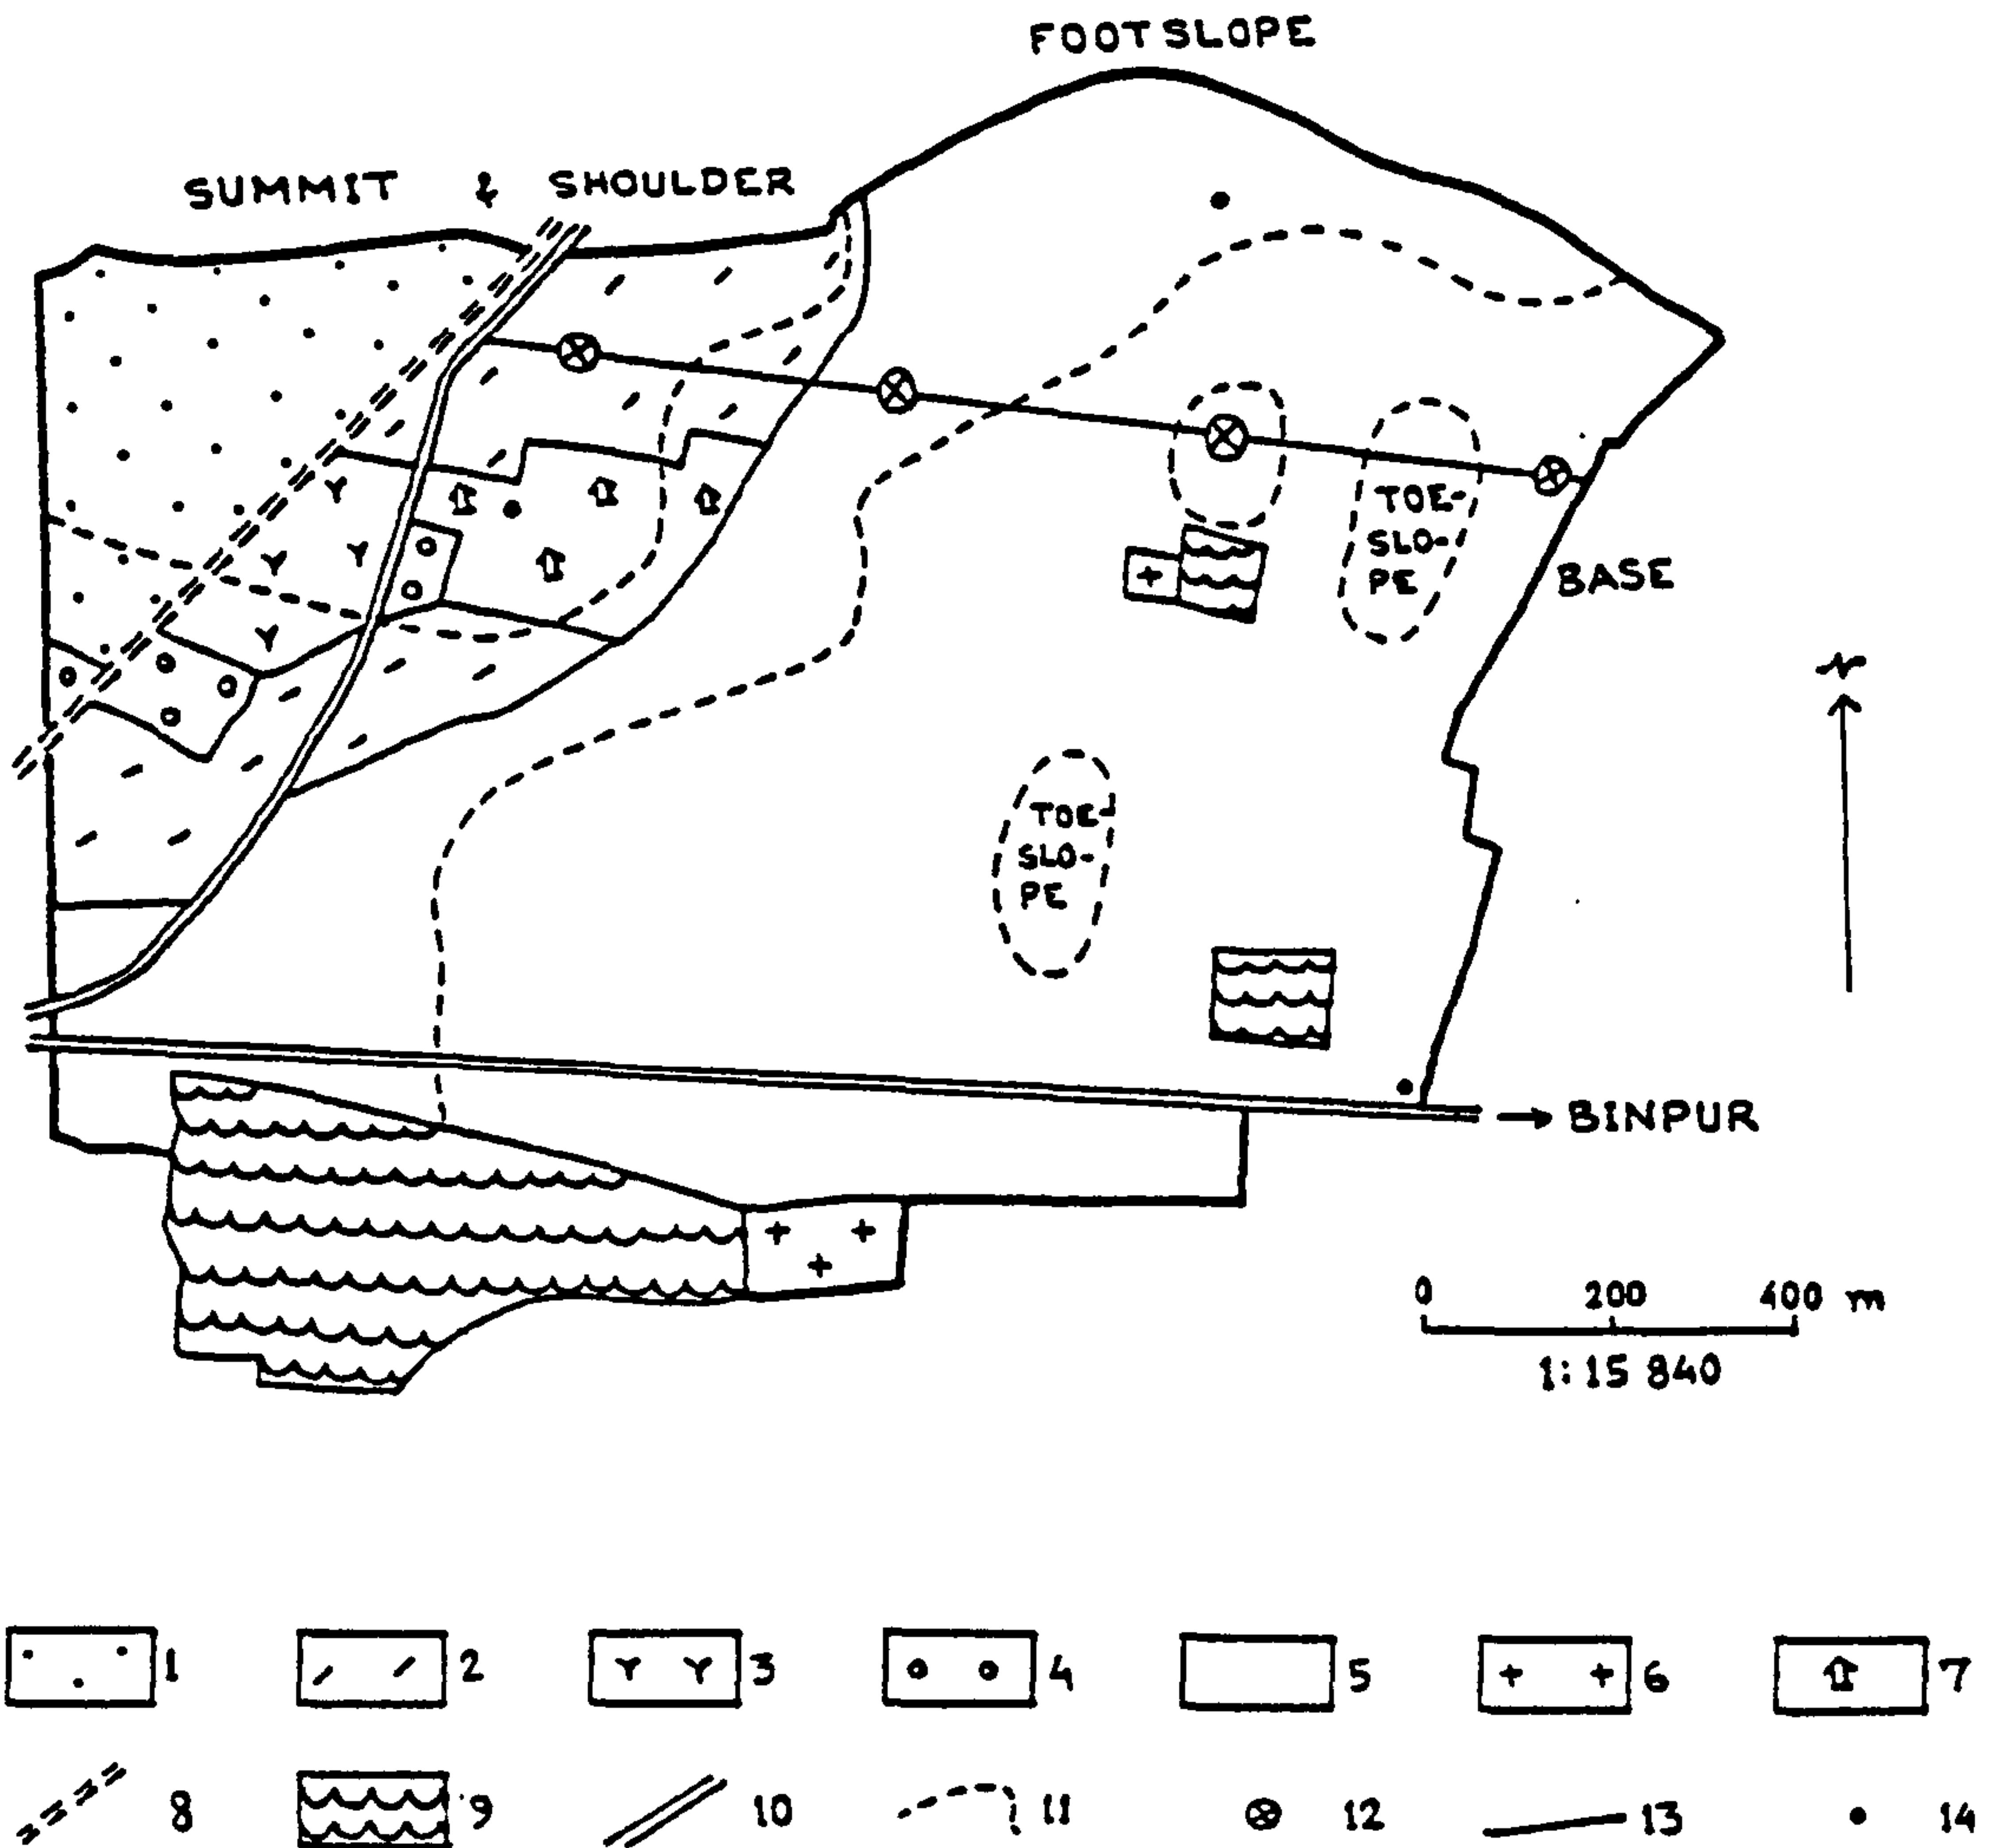 FOOTSLOPE
SUMMIT & SHOULDER
TOE-
SLO-
PE
BASE
N
TOE-
SLO-
PE
BINPUR
0 200 400 m
1:15 840
1 2 3 4 5 6 7
8 9 10 11 12 13 14